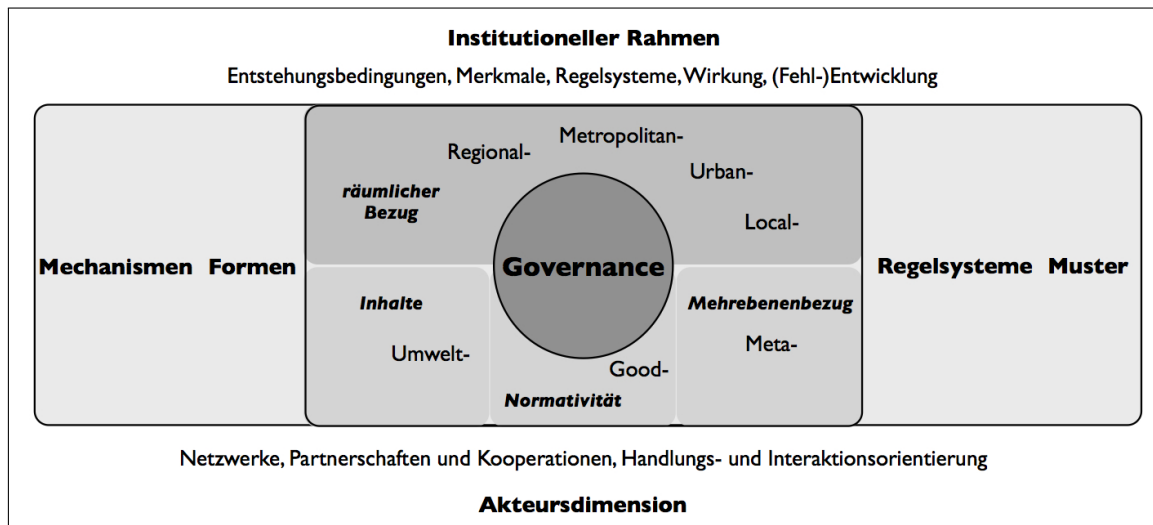 Institutioneller Rahmen
Entstehungsbedingungen, Merkmale, Regelsysteme, Wirkung, (Fehl-)Entwicklung
Metropolitan-
Regional-
Urban-
räumlicher
Bezug
Local-
Mechanismen Formen
Governance
Regelsysteme Muster
Inhalte
Mehrebenenbezug
Umwelt-
Meta-
Good-
Normativität
Netzwerke, Partnerschaften und Kooperationen, Handlungs- und Interaktionsorientierung
Akteursdimension